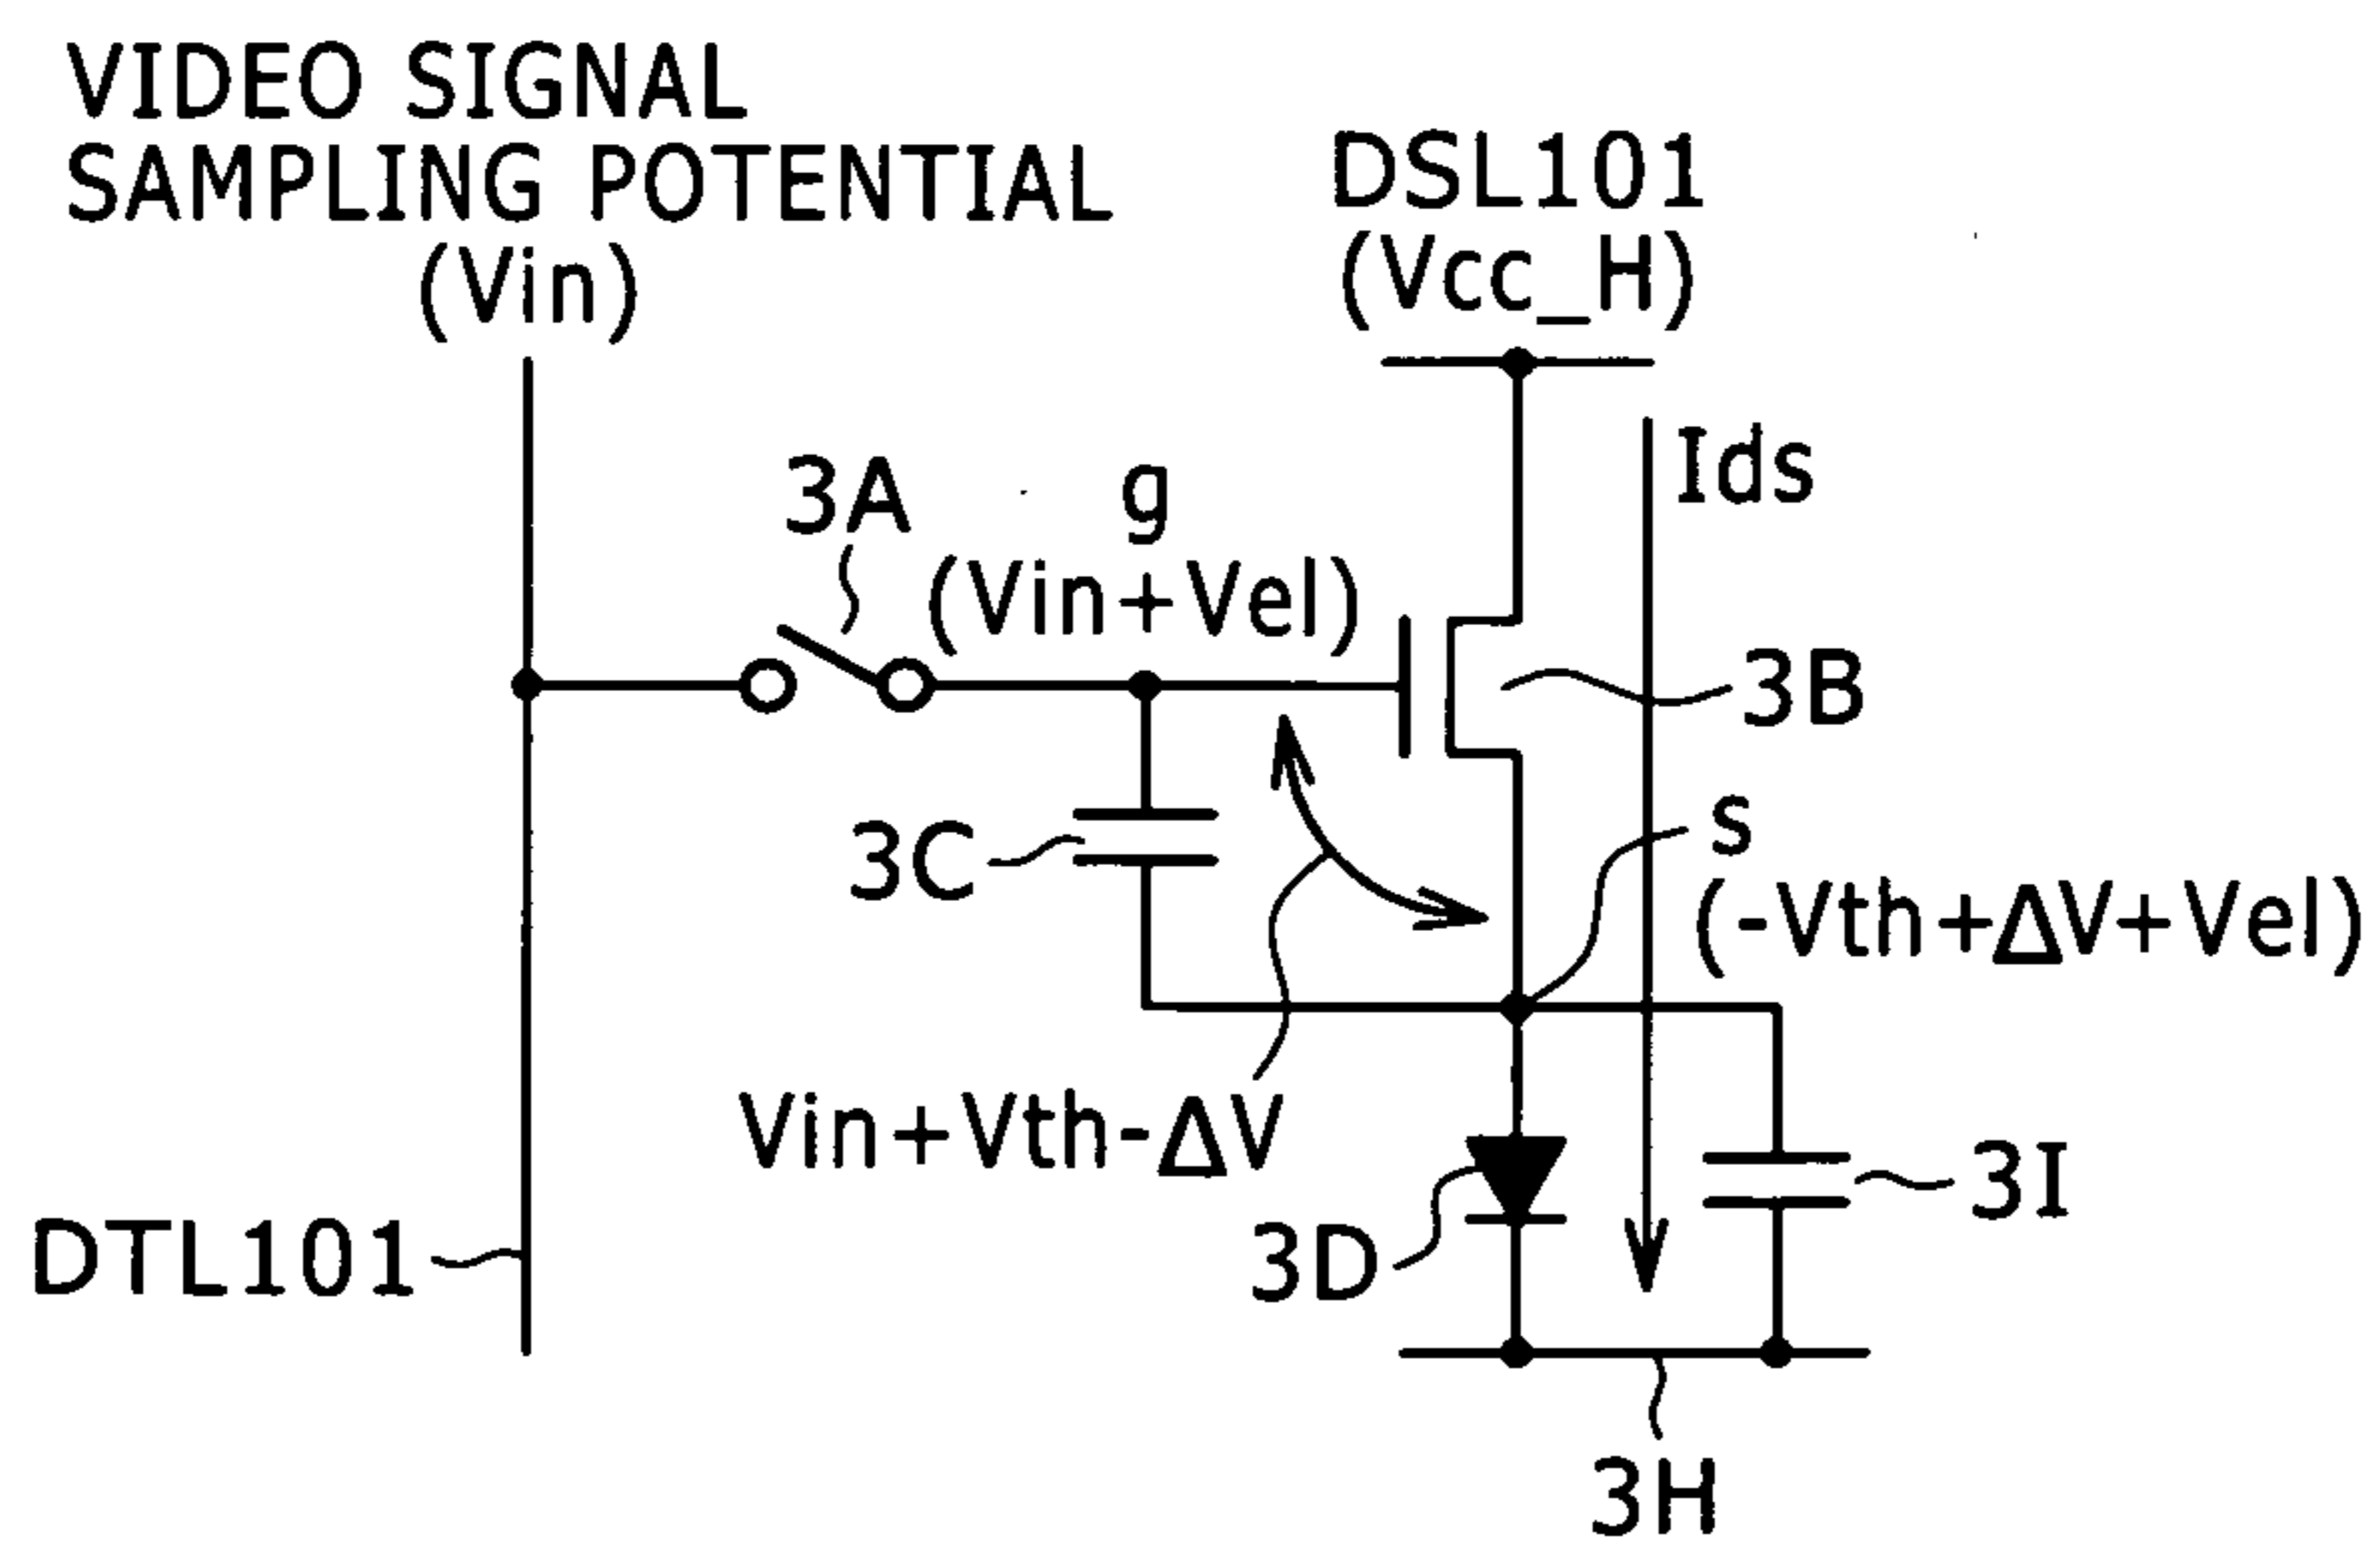 VIDEO SIGNAL
SAMPLING POTENTIAL
(Vin)
DSL101
(Vcc_H)
Ids
3A
g
(Vin+Vel)
3B
3C
s
(-Vth+ΔV+Vel)
Vin+Vth-ΔV
3D
3I
DTL101
3H